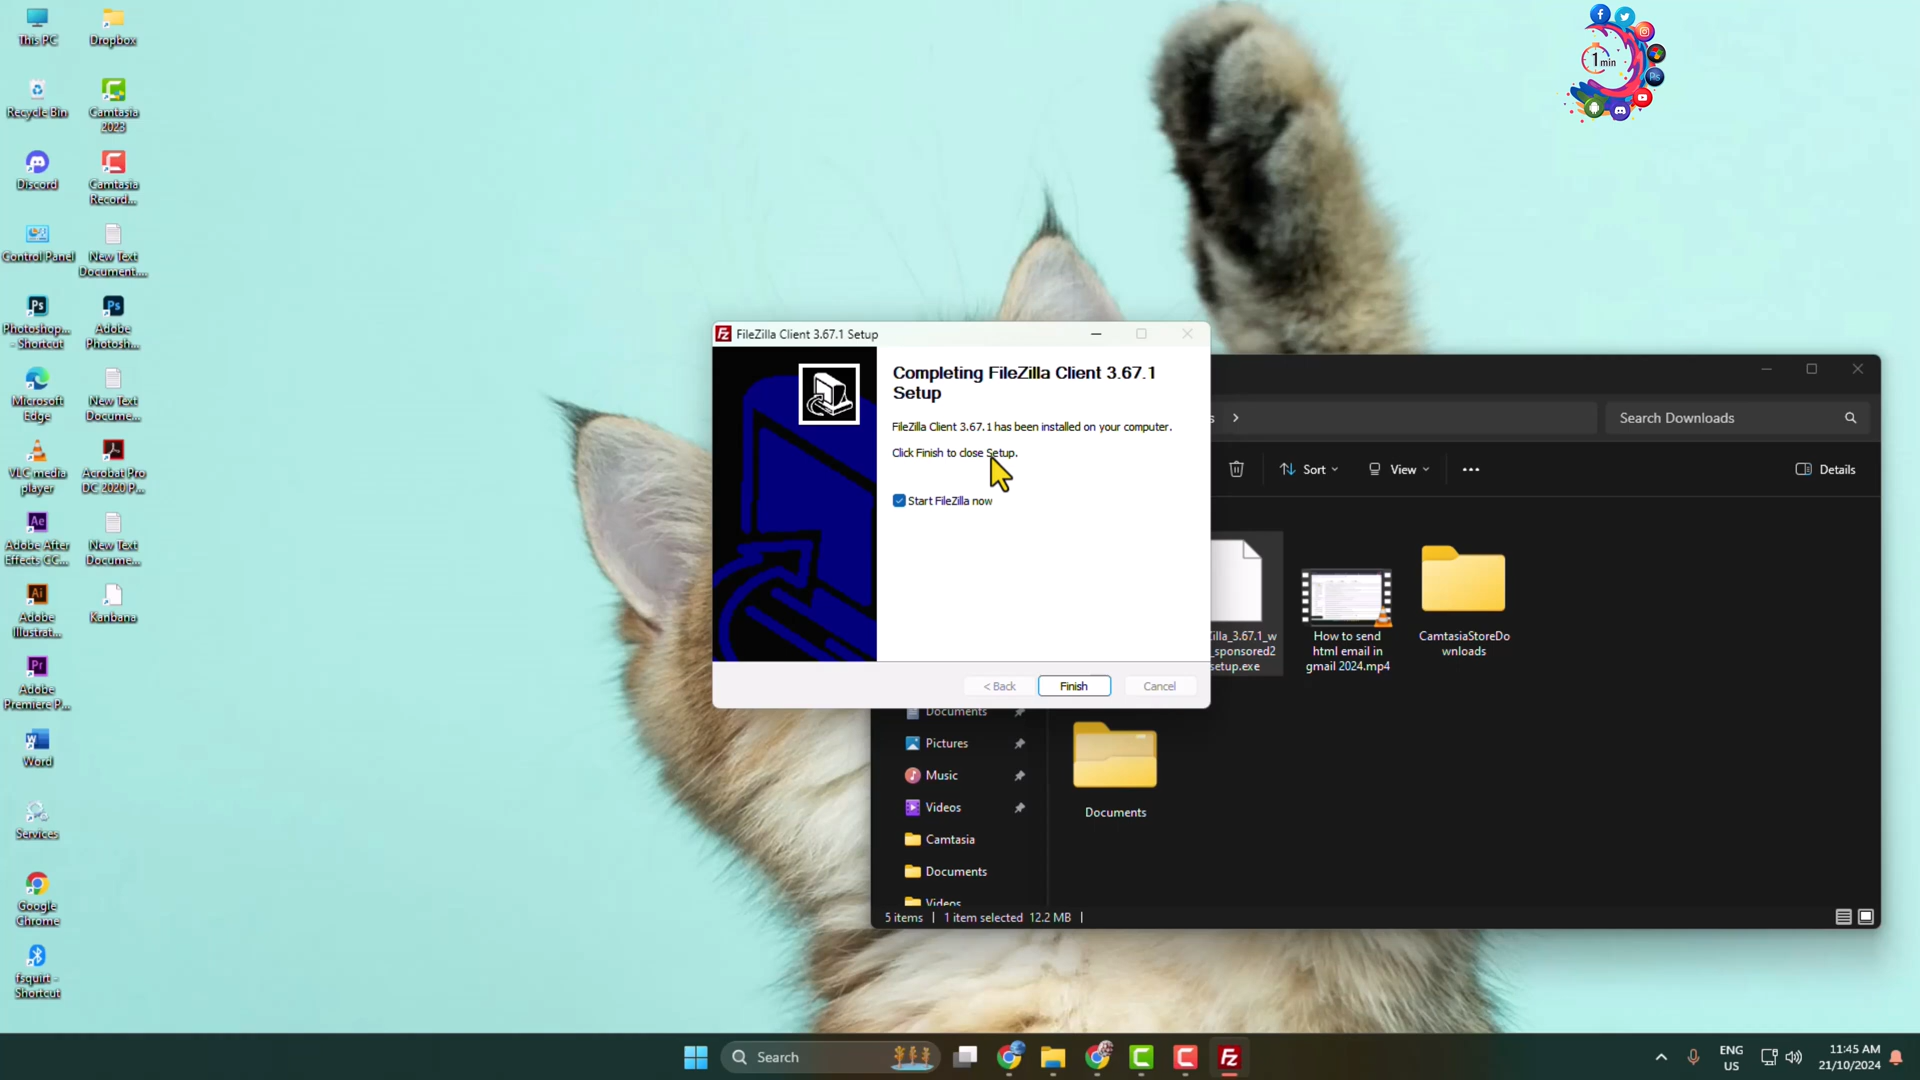 This PC
Dropbox
Recycle Bin
Camtasia
2023
Discord
Camtasia
Record...
Control Panel
New Text
Document....
Photoshop...
- Shortcut
Adobe
Photosh...
Microsoft
Edge
New Text
Docume...
VLC media
player
Acrobat Pro
DC 2020 P...
Adobe After
Effects CC...
New Text
Docume...
Adobe
Illustrat...
Kanbana
Adobe
Premiere P...
Word
Services
Google
Chrome
fsquirt -
Shortcut
1 min
FileZilla Client 3.67.1 Setup
Completing FileZilla Client 3.67.1
Setup
FileZilla Client 3.67.1 has been installed on your computer.
Click Finish to close Setup.
Start FileZilla now
< Back
Finish
Cancel
s >
Search Downloads
Sort
View
Details
illa_3.67.1_w
_sponsored2
setup.exe
How to send
html email in
gmail 2024.mp4
CamtasiaStoreDo
wnloads
Documents
Documents
Pictures
Music
Videos
Camtasia
Documents
Videos
5 items | 1 item selected 12.2 MB |
Search
ENG
US
11:45 AM
21/10/2024